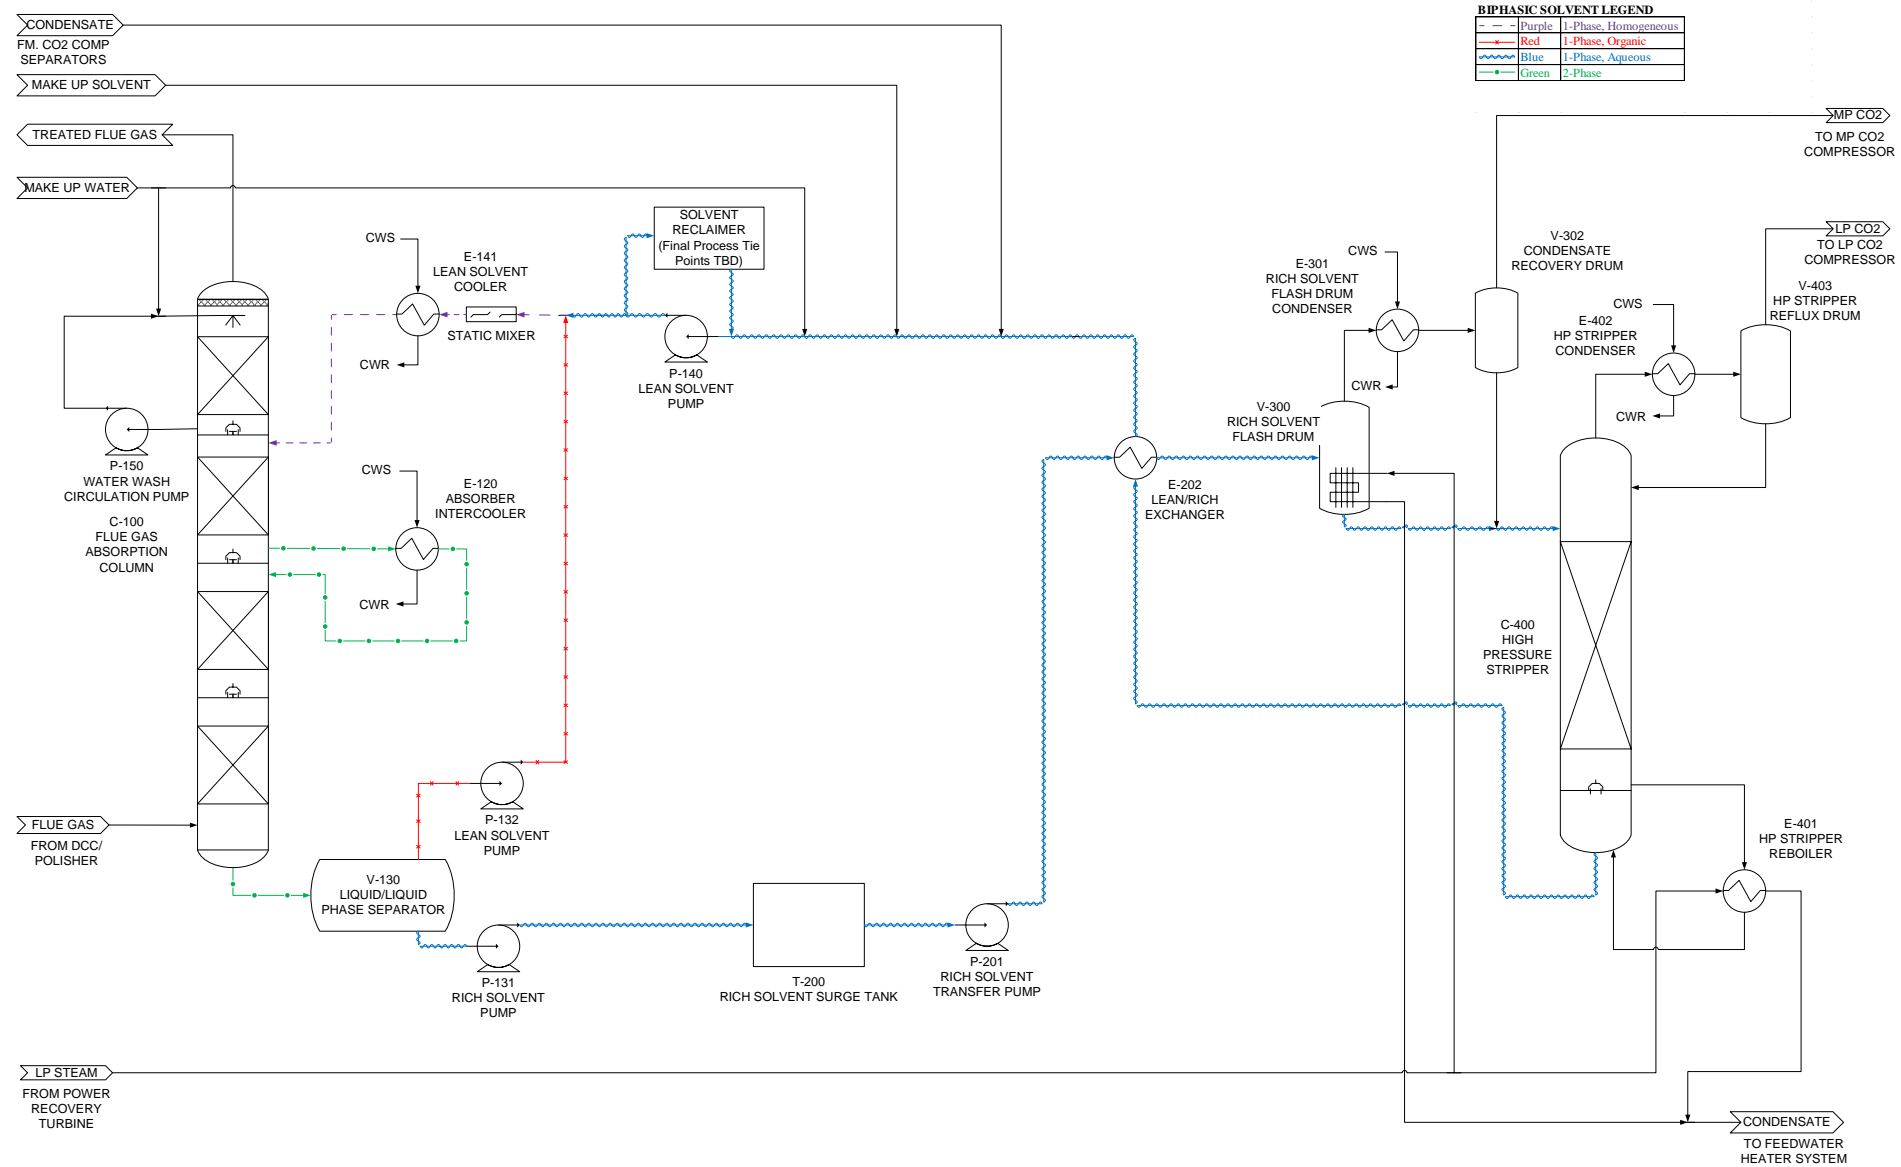 CONDENSATE
FM. CO2 COMP
SEPARATORS
MAKE UP SOLVENT
TREATED FLUE GAS
MAKE UP WATER
BIPHASIC SOLVENT LEGEND
Purple 1-Phase, Homogeneous
Red 1-Phase, Organic
Blue 1-Phase, Aqueous
Green 2-Phase
MP CO2
TO MP CO2
COMPRESSOR
LP CO2
TO LP CO2
COMPRESSOR
SOLVENT
RECLAIMER
(Final Process Tie
Points TBD)
CWS
E-141
LEAN SOLVENT
COOLER
STATIC MIXER
CWR
P-140
LEAN SOLVENT
PUMP
CWS
E-301
RICH SOLVENT
FLASH DRUM
CONDENSER
CWR
V-302
CONDENSATE
RECOVERY DRUM
V-403
HP STRIPPER
REFLUX DRUM
CWS
E-402
HP STRIPPER
CONDENSER
CWR
V-300
RICH SOLVENT
FLASH DRUM
P-150
WATER WASH
CIRCULATION PUMP
C-100
FLUE GAS
ABSORPTION
COLUMN
CWS
E-120
ABSORBER
INTERCOOLER
CWR
E-202
LEAN/RICH
EXCHANGER
C-400
HIGH
PRESSURE
STRIPPER
P-132
LEAN SOLVENT
PUMP
FLUE GAS
FROM DCC/
POLISHER
V-130
LIQUID/LIQUID
PHASE SEPARATOR
E-401
HP STRIPPER
REBOILER
P-131
RICH SOLVENT
PUMP
T-200
RICH SOLVENT SURGE TANK
P-201
RICH SOLVENT
TRANSFER PUMP
LP STEAM
FROM POWER
RECOVERY
TURBINE
CONDENSATE
TO FEEDWATER
HEATER SYSTEM